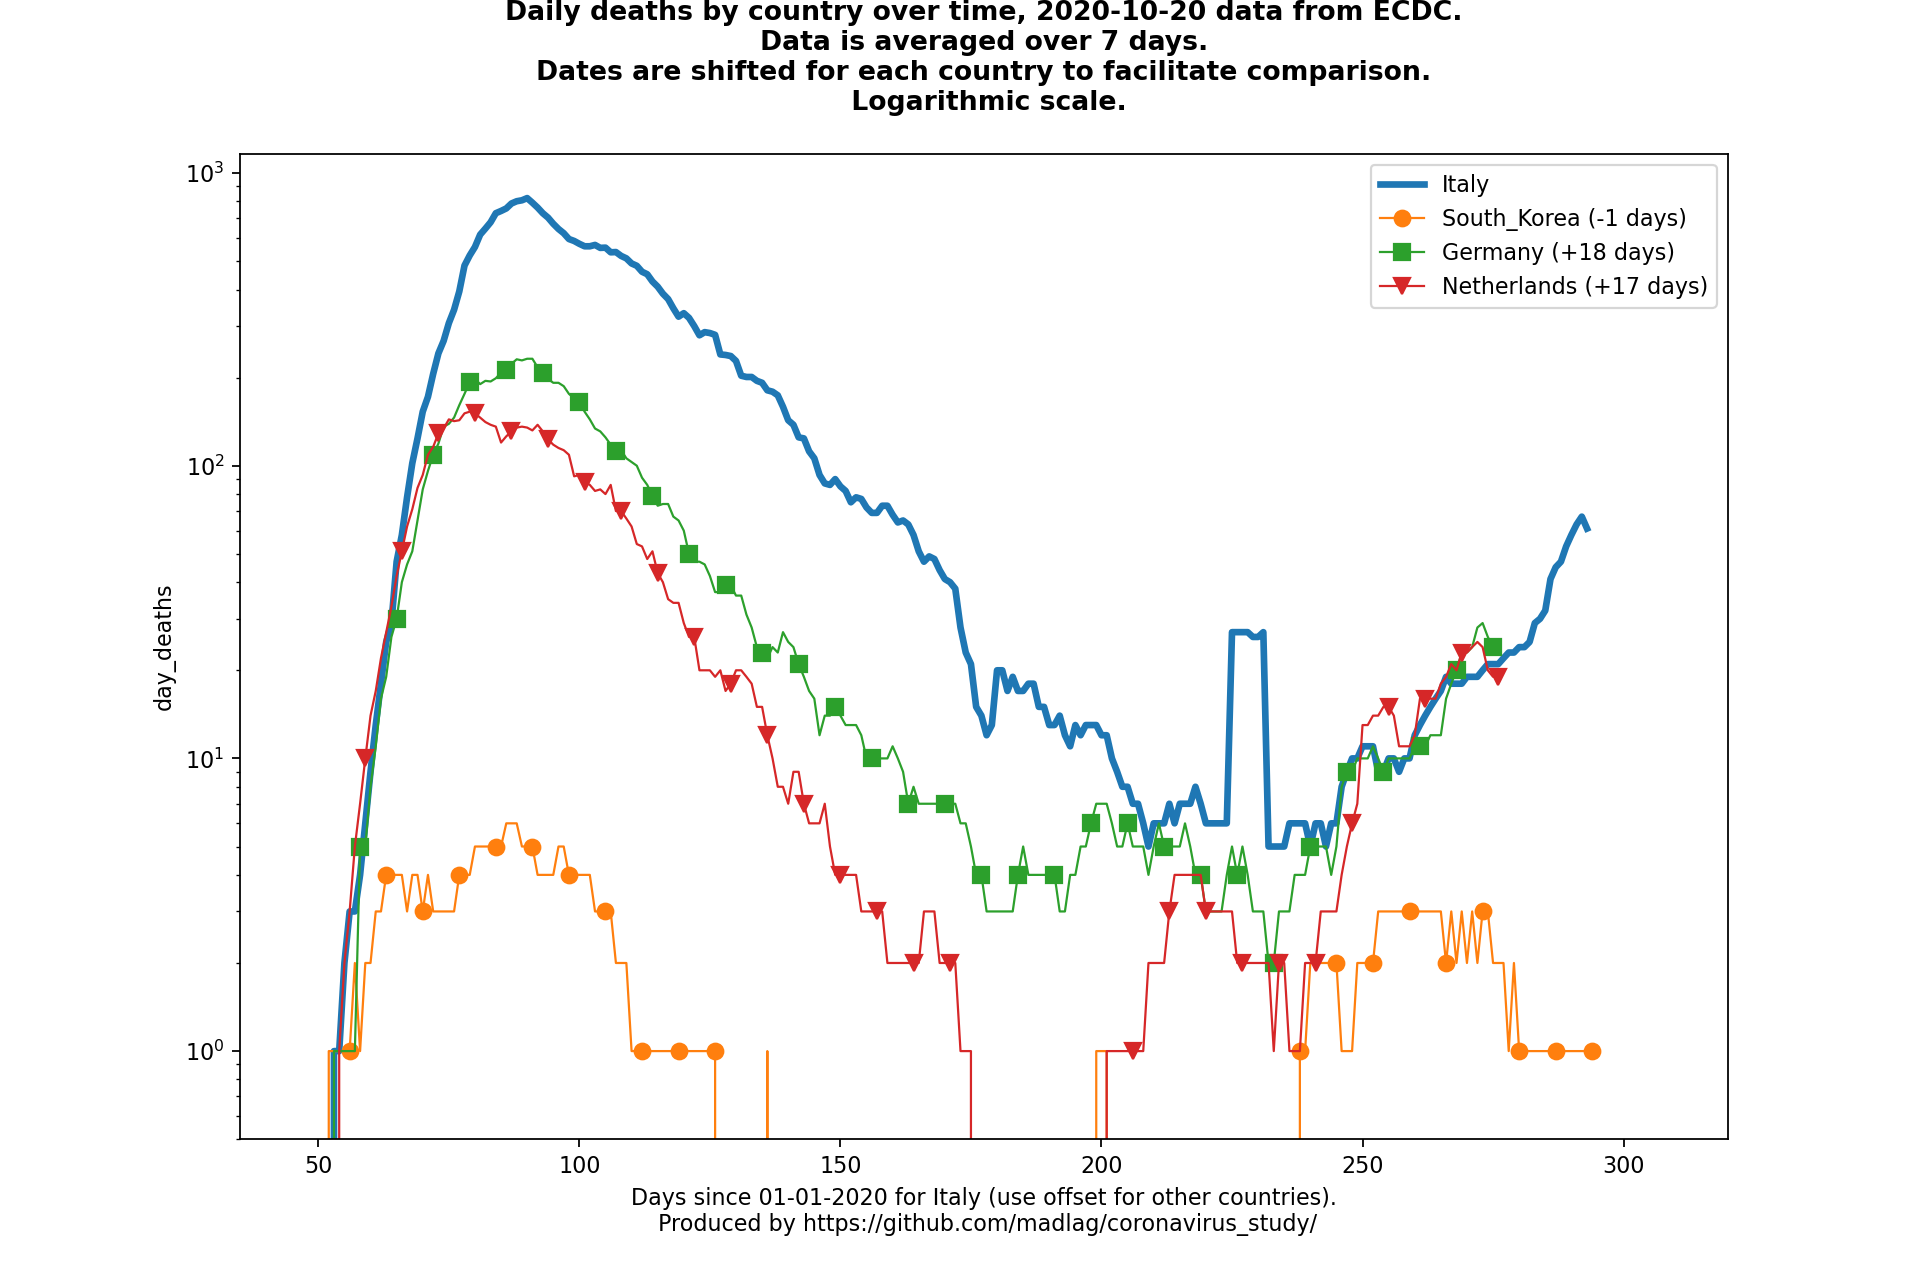 Daily deaths by country over time, 2020-10-20 data from ECDC.
Data is averaged over 7 days.
Dates are shifted for each country to facilitate comparison.
Logarithmic scale.
10³
10²
10¹
10⁰
day_deaths
Italy
South_Korea (-1 days)
Germany (+18 days)
Netherlands (+17 days)
50 100 150 200 250 300
Days since 01-01-2020 for Italy (use offset for other countries).
Produced by https://github.com/madlag/coronavirus_study/